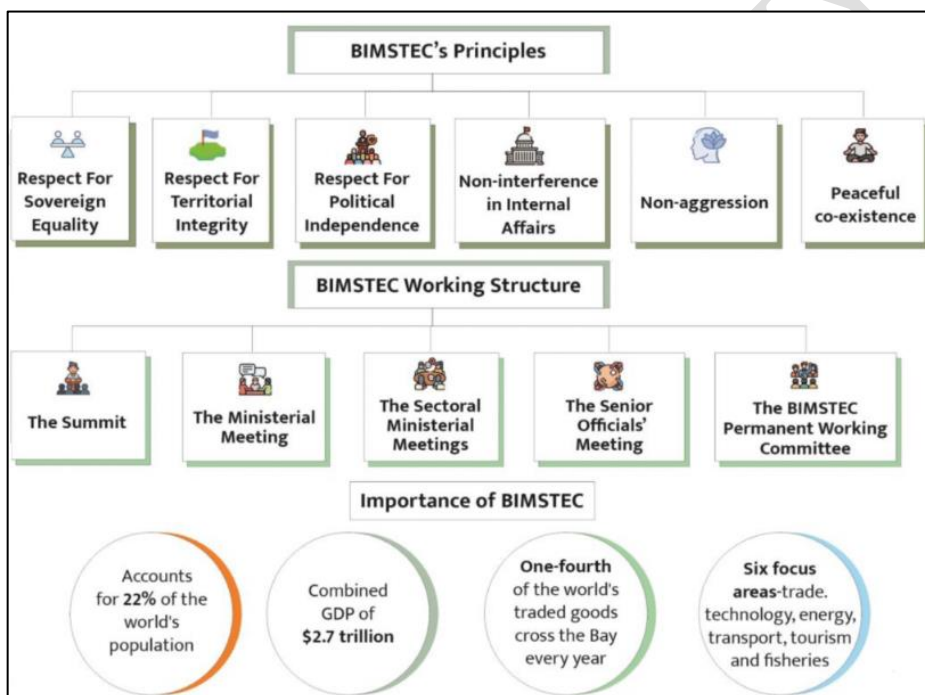 BIMSTEC's Principles
Respect For
Sovereign
Equality
Respect For
Territorial
Integrity
Respect For
Political
Independence
Non-interference
in Internal
Affairs
Non-aggression
Peaceful
co-existence
BIMSTEC Working Structure
The Summit
The Ministerial
Meeting
The Sectoral
Ministerial
Meetings
The Senior
Officials'
Meeting
The BIMSTEC
Permanent Working
Committee
Importance of BIMSTEC
Accounts
for 22% of the
world's
population
Combined
GDP of
$2.7 trillion
One-fourth
of the world's
traded goods
cross the Bay
every year
Six focus
areas-trade.
technology, energy,
transport, tourism
and fisheries